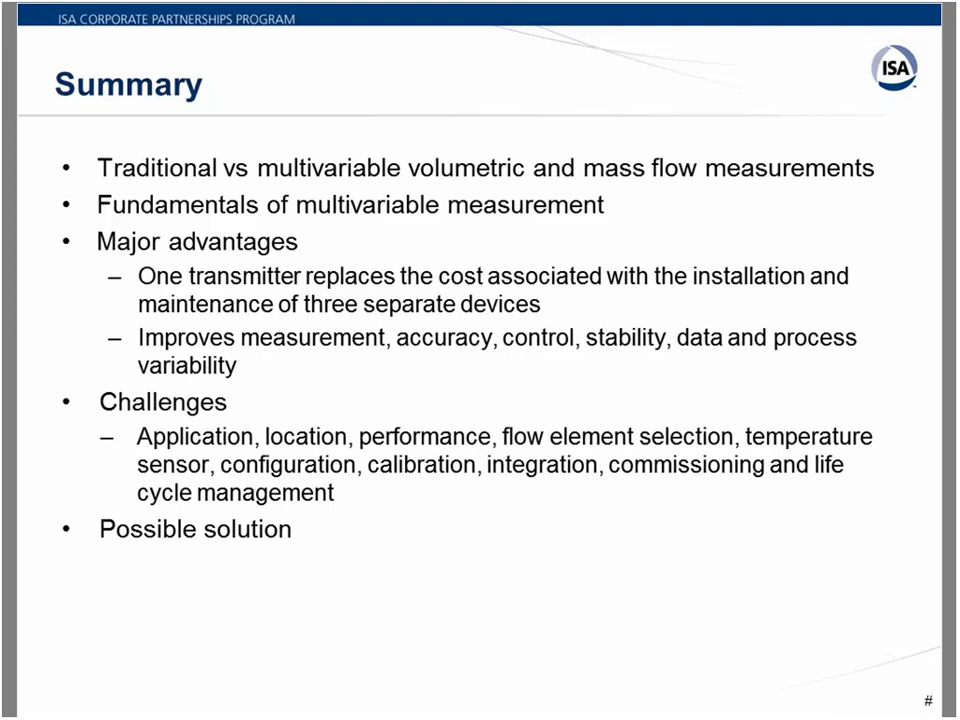 ISA CORPORATE PARTNERSHIPS PROGRAM
ISA
Summary
• Traditional vs multivariable volumetric and mass flow measurements
• Fundamentals of multivariable measurement
• Major advantages
– One transmitter replaces the cost associated with the installation and
maintenance of three separate devices
– Improves measurement, accuracy, control, stability, data and process
variability
• Challenges
– Application, location, performance, flow element selection, temperature
sensor, configuration, calibration, integration, commissioning and life
cycle management
• Possible solution
#